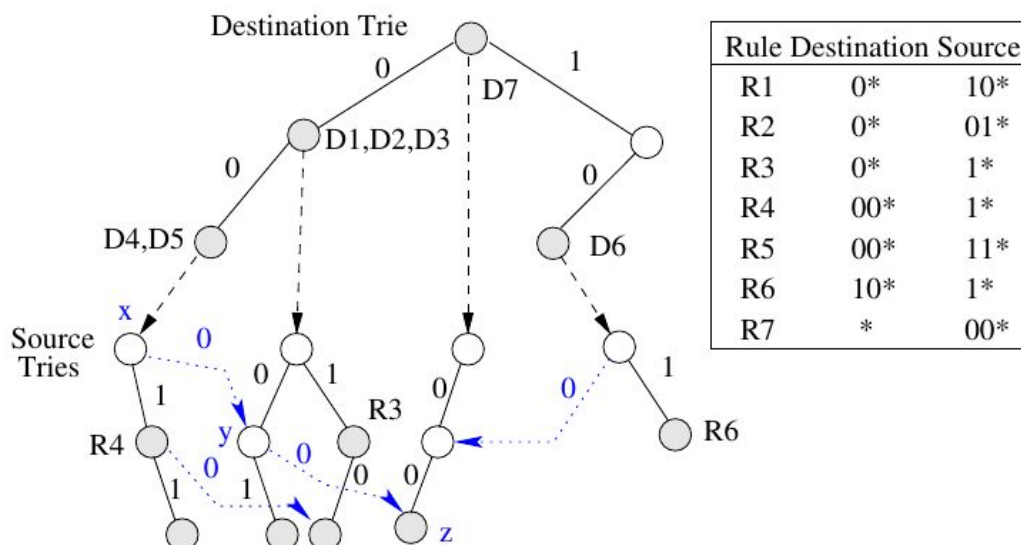 Destination Trie
0
1
D7
D1,D2,D3
0
0
D4,D5
D6
x
Source
Tries
0
0
1
0
0
1
1
R3
R4
y
R6
0
0
1
1
0
0
z
Rule Destination Source
R1 0* 10*
R2 0* 01*
R3 0* 1*
R4 00* 1*
R5 00* 11*
R6 10* 1*
R7 * 00*